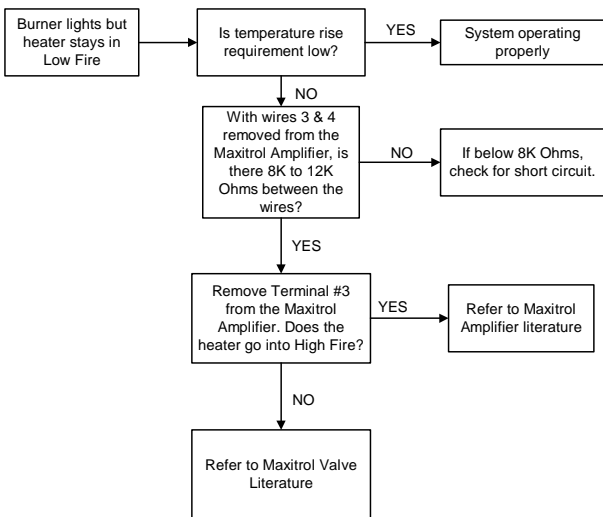 Burner lights but
heater stays in
Low Fire
Is temperature rise
requirement low?
YES
System operating
properly
NO
With wires 3 & 4
removed from the
Maxitrol Amplifier, is
there 8K to 12K
Ohms between the
wires?
NO
If below 8K Ohms,
check for short circuit.
YES
Remove Terminal #3
from the Maxitrol
Amplifier. Does the
heater go into High Fire?
YES
Refer to Maxitrol
Amplifier literature
NO
Refer to Maxitrol Valve
Literature